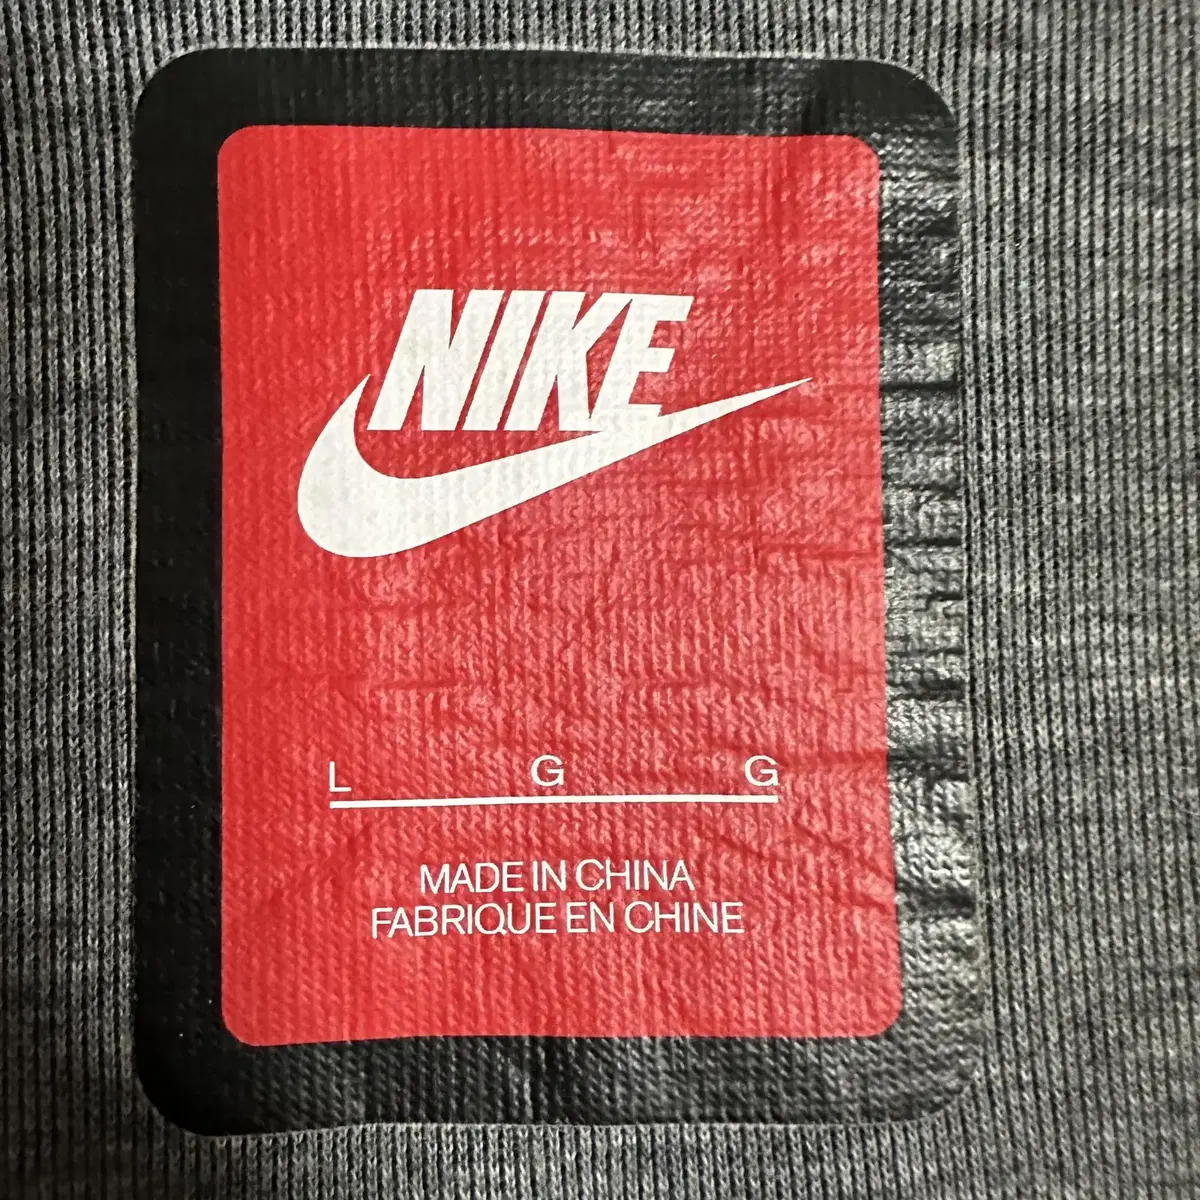 NIKE
L G G
MADE IN CHINA
FABRIQUE EN CHINE